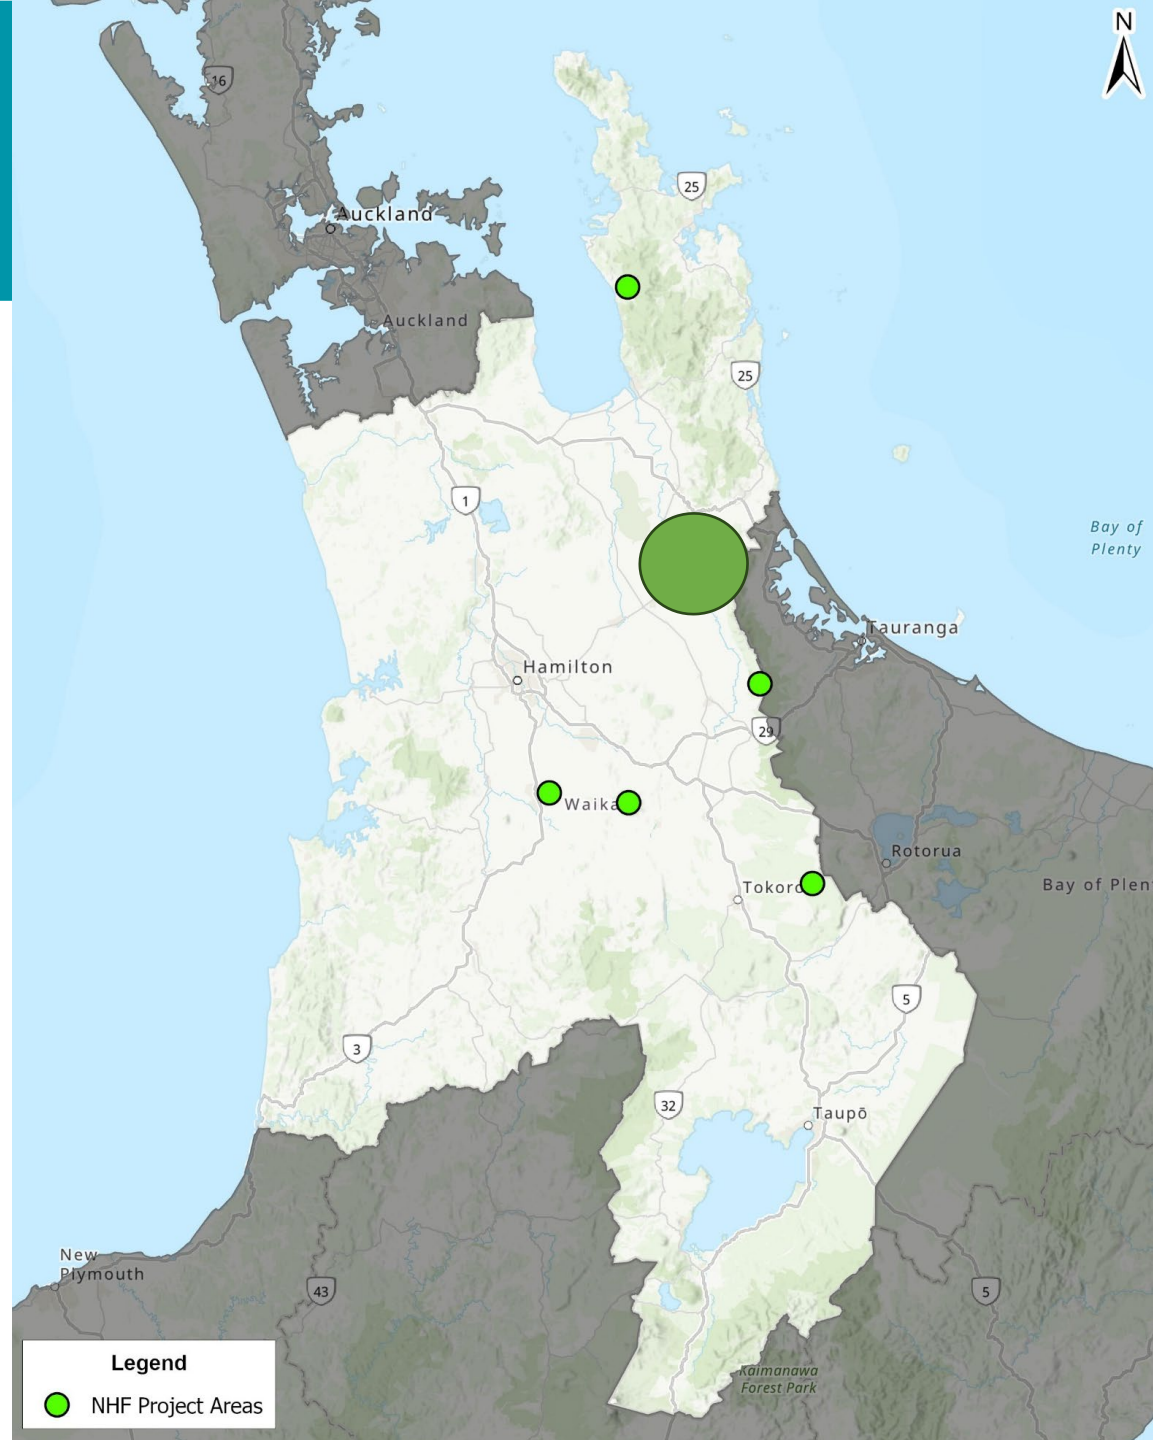 N
16
25
Auckland
Auckland
25
1
Bay of
Plenty
Tauranga
Hamilton
29
Waika
Rotorua
Tokoro
Bay of Plent
5
3
32
Taupō
New
Plymouth
43
5
Kaimanawa
Forest Park
Legend
NHF Project Areas